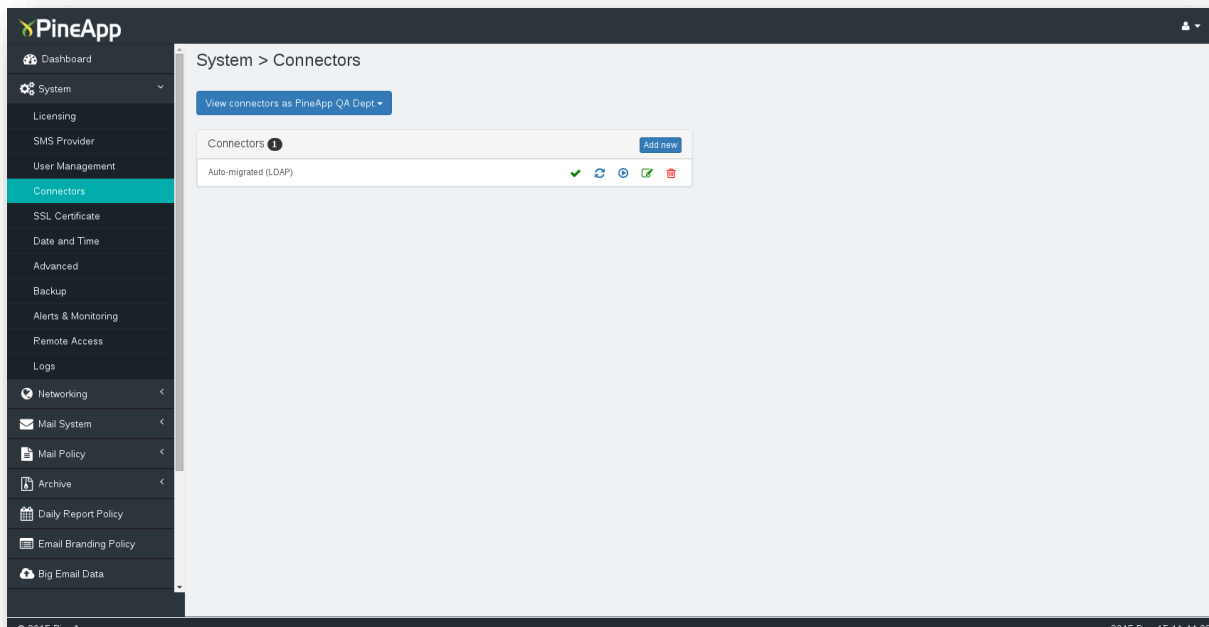 PineApp
Dashboard
System > Connectors
System
View connectors as PineApp QA Dept
Licensing
SMS Provider
Connectors 1
Add new
User Management
Auto-migrated (LDAP)
Connectors
SSL Certificate
Date and Time
Advanced
Backup
Alerts & Monitoring
Remote Access
Logs
Networking
Mail System
Mail Policy
Archive
Daily Report Policy
Email Branding Policy
Big Email Data